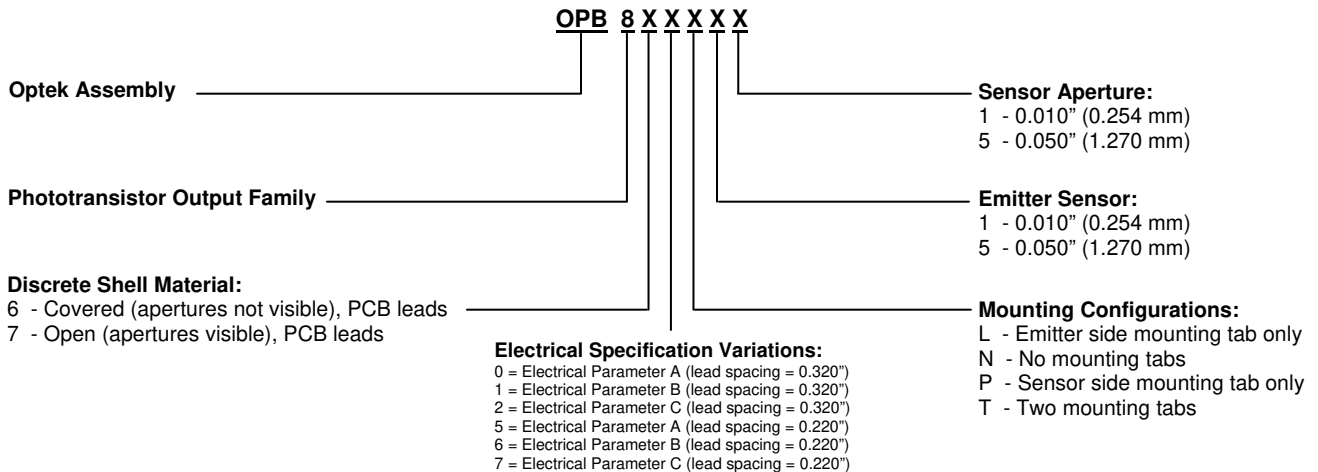 OPB 8 X X X X X
Optek Assembly
Phototransistor Output Family
Discrete Shell Material:
6 - Covered (apertures not visible), PCB leads
7 - Open (apertures visible), PCB leads
Electrical Specification Variations:
0 = Electrical Parameter A (lead spacing = 0.320”)
1 = Electrical Parameter B (lead spacing = 0.320”)
2 = Electrical Parameter C (lead spacing = 0.320”)
5 = Electrical Parameter A (lead spacing = 0.220”)
6 = Electrical Parameter B (lead spacing = 0.220”)
7 = Electrical Parameter C (lead spacing = 0.220”)
Sensor Aperture:
1 - 0.010” (0.254 mm)
5 - 0.050” (1.270 mm)
Emitter Sensor:
1 - 0.010” (0.254 mm)
5 - 0.050” (1.270 mm)
Mounting Configurations:
L - Emitter side mounting tab only
N - No mounting tabs
P - Sensor side mounting tab only
T - Two mounting tabs